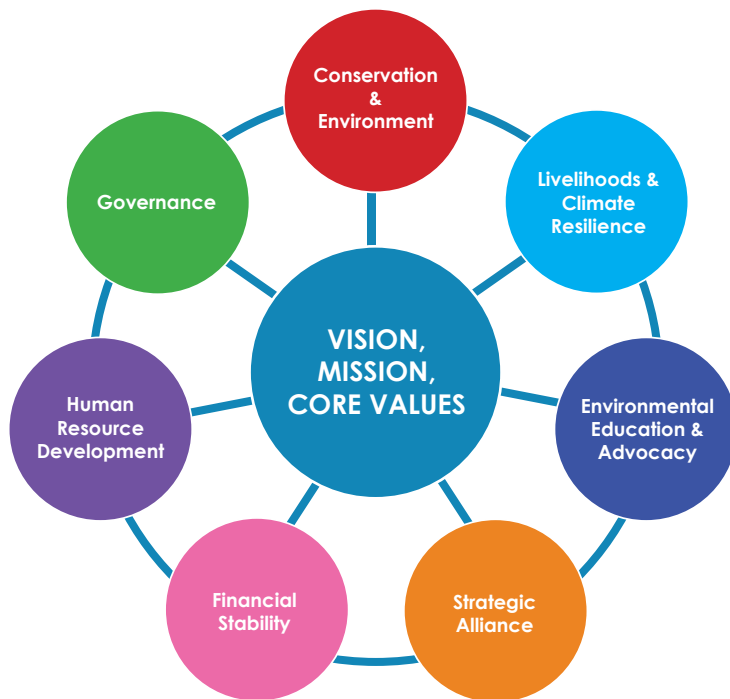 Conservation
&
Environment
Livelihoods &
Climate
Resilience
Environmental
Education &
Advocacy
Strategic
Alliance
Financial
Stability
Human
Resource
Development
Governance
VISION,
MISSION,
CORE VALUES